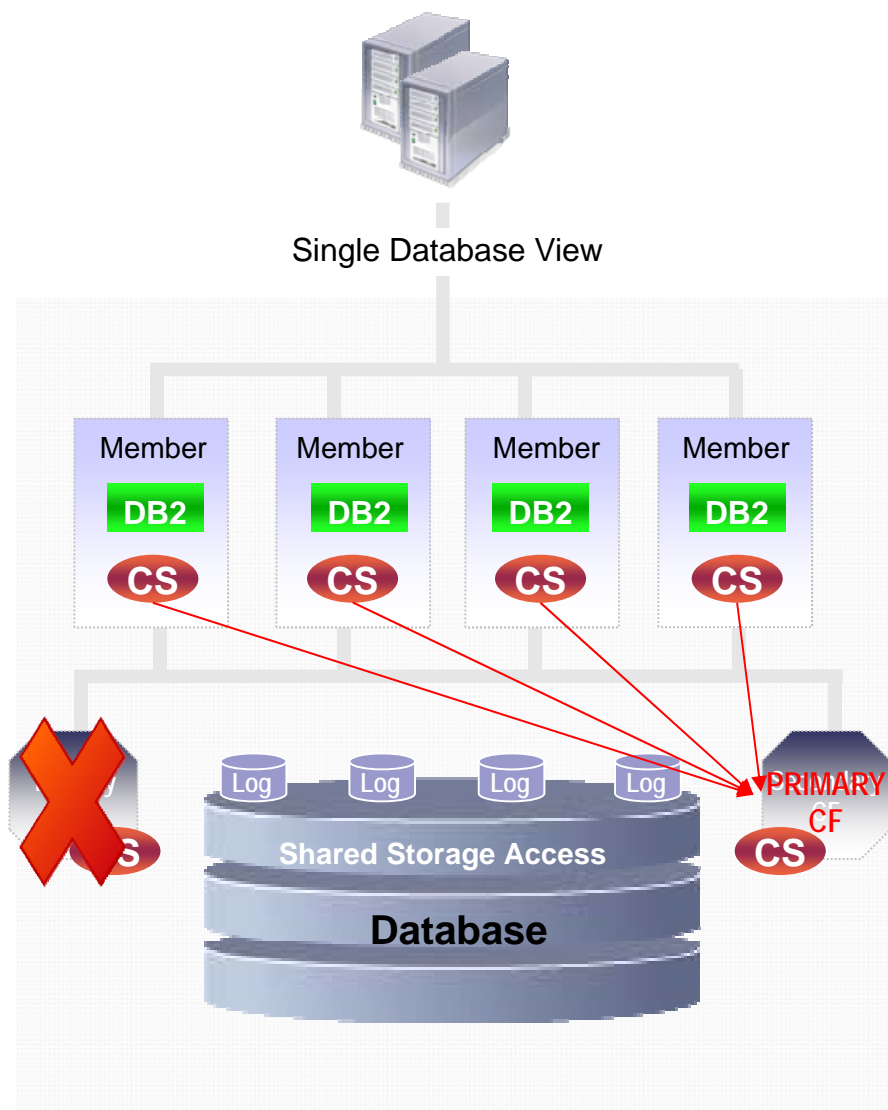 Single Database View
Member Member Member Member
DB2 DB2 DB2 DB2
CS CS CS CS
Log Log Log Log
PRIMARY
CF
Shared Storage Access
CS
Database